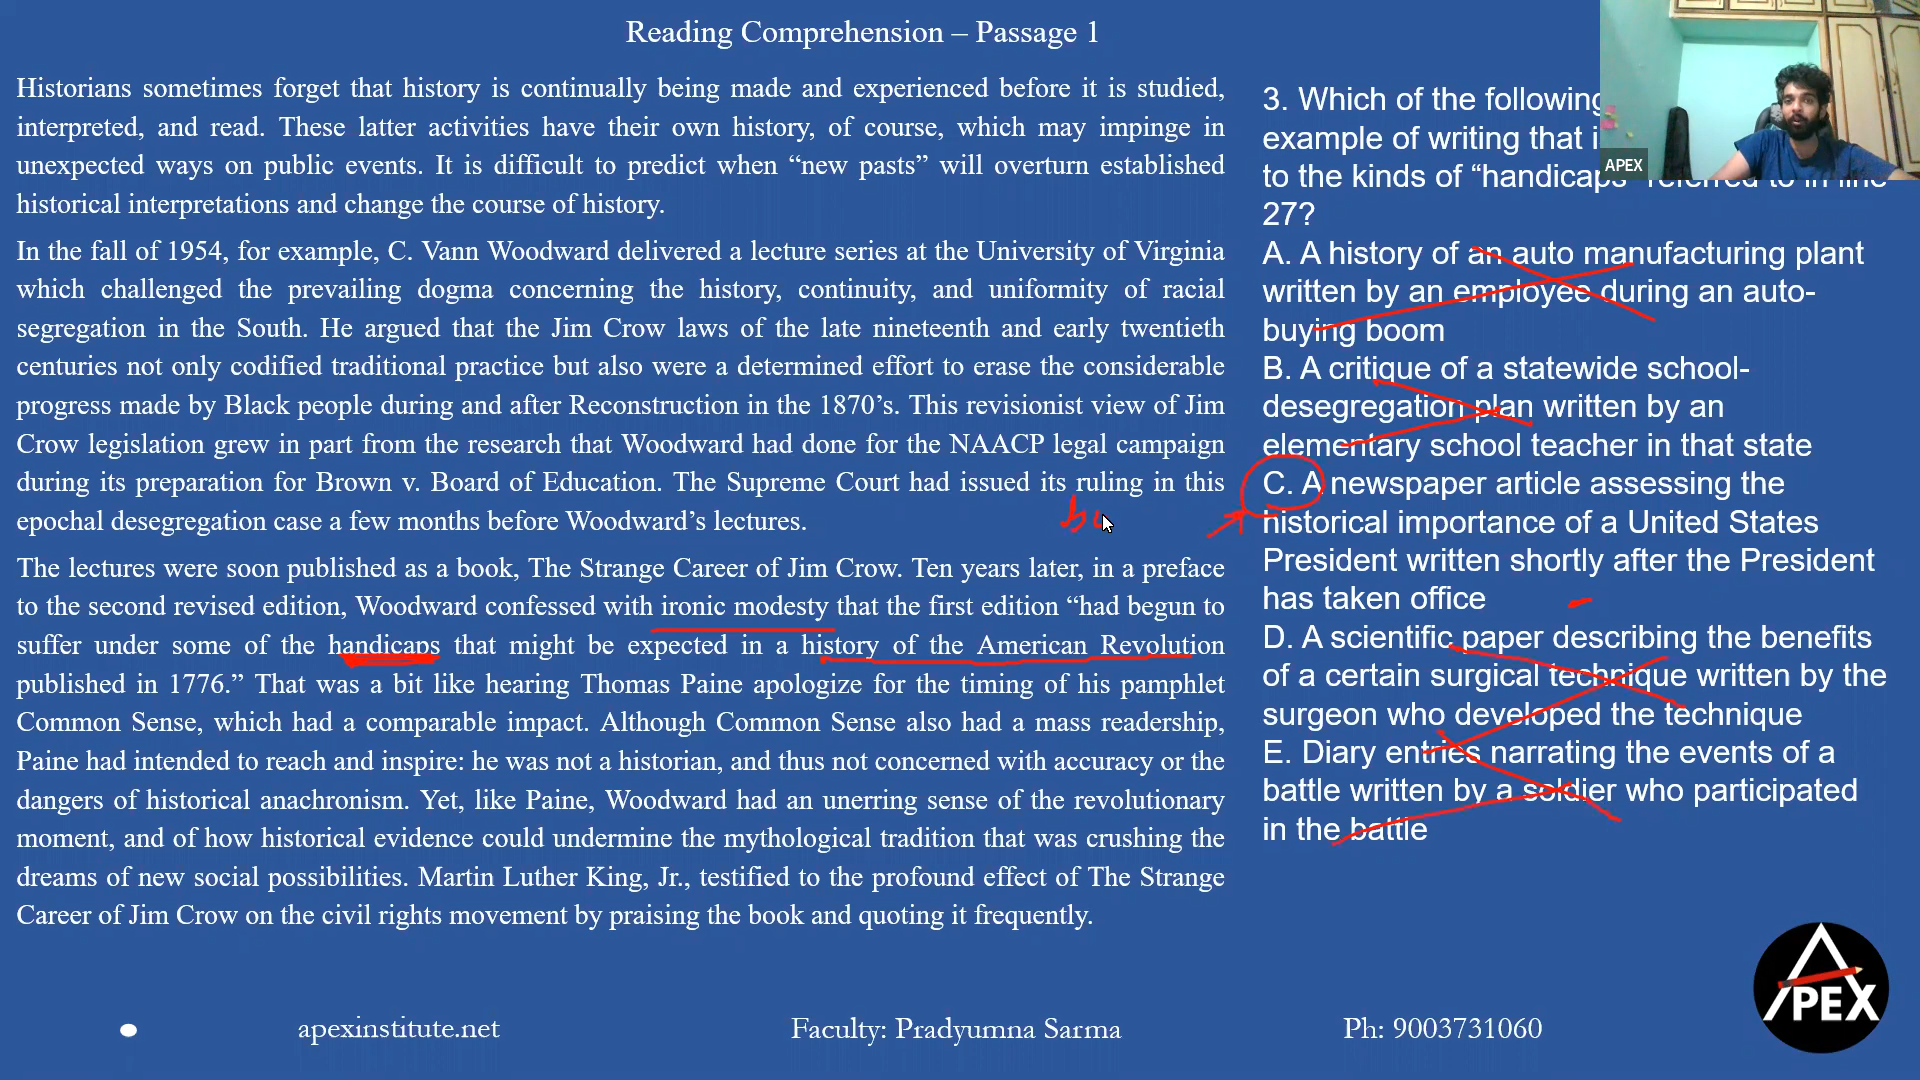 Reading Comprehension – Passage 1
Historians sometimes forget that history is continually being made and experienced before it is studied,
interpreted, and read. These latter activities have their own history, of course, which may impinge in
unexpected ways on public events. It is difficult to predict when “new pasts” will overturn established
historical interpretations and change the course of history.
In the fall of 1954, for example, C. Vann Woodward delivered a lecture series at the University of Virginia
which challenged the prevailing dogma concerning the history, continuity, and uniformity of racial
segregation in the South. He argued that the Jim Crow laws of the late nineteenth and early twentieth
centuries not only codified traditional practice but also were a determined effort to erase the considerable
progress made by Black people during and after Reconstruction in the 1870’s. This revisionist view of Jim
Crow legislation grew in part from the research that Woodward had done for the NAACP legal campaign
during its preparation for Brown v. Board of Education. The Supreme Court had issued its ruling in this
epochal desegregation case a few months before Woodward’s lectures.
The lectures were soon published as a book, The Strange Career of Jim Crow. Ten years later, in a preface
to the second revised edition, Woodward confessed with ironic modesty that the first edition “had begun to
suffer under some of the handicaps that might be expected in a history of the American Revolution
published in 1776.” That was a bit like hearing Thomas Paine apologize for the timing of his pamphlet
Common Sense, which had a comparable impact. Although Common Sense also had a mass readership,
Paine had intended to reach and inspire: he was not a historian, and thus not concerned with accuracy or the
dangers of historical anachronism. Yet, like Paine, Woodward had an unerring sense of the revolutionary
moment, and of how historical evidence could undermine the mythological tradition that was crushing the
dreams of new social possibilities. Martin Luther King, Jr., testified to the profound effect of The Strange
Career of Jim Crow on the civil rights movement by praising the book and quoting it frequently.
3. Which of the following
example of writing that
to the kinds of “handicaps” referred to in line
27?
A. A history of an auto manufacturing plant
written by an employee during an auto-
buying boom
B. A critique of a statewide school-
desegregation plan written by an
elementary school teacher in that state
C. A newspaper article assessing the
historical importance of a United States
President written shortly after the President
has taken office
D. A scientific paper describing the benefits
of a certain surgical technique written by the
surgeon who developed the technique
E. Diary entries narrating the events of a
battle written by a soldier who participated
in the battle
APEX
APEX
apexinstitute.net
Faculty: Pradyumna Sarma
Ph: 9003731060